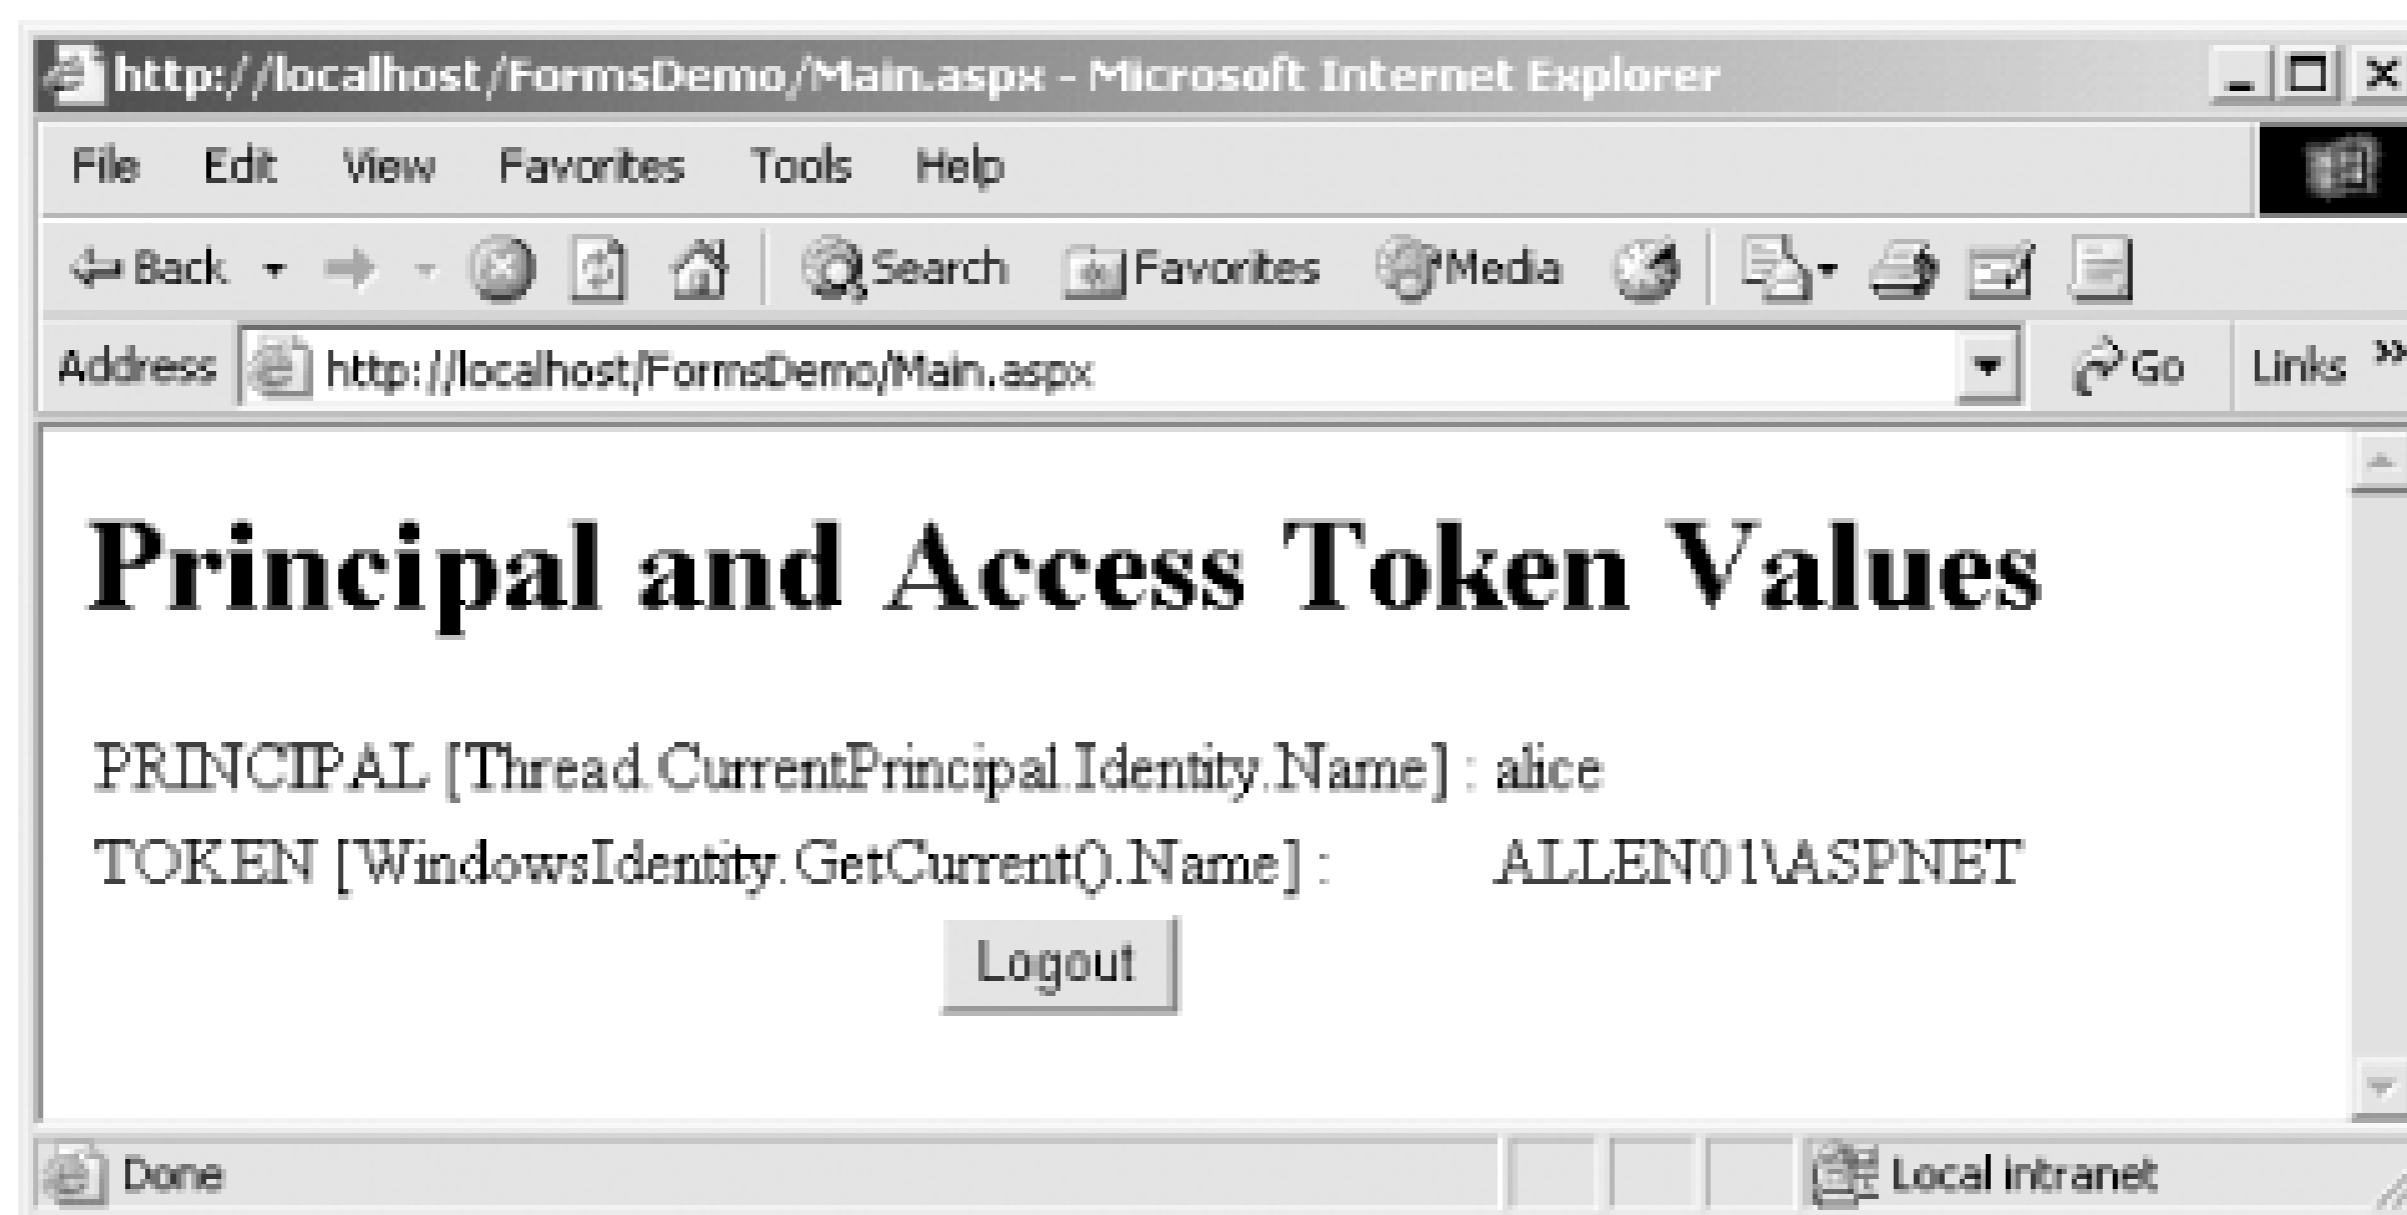 http://localhost/FormsDemo/Main.aspx - Microsoft Internet Explorer
File Edit View Favorites Tools Help
Back Search Favorites Media
Address http://localhost/FormsDemo/Main.aspx Go Links »
Principal and Access Token Values
PRINCIPAL [Thread.CurrentPrincipal.Identity.Name] : alice
TOKEN [WindowsIdentity.GetCurrent().Name] : ALLEN01\ASPNET
Logout
Done Local intranet